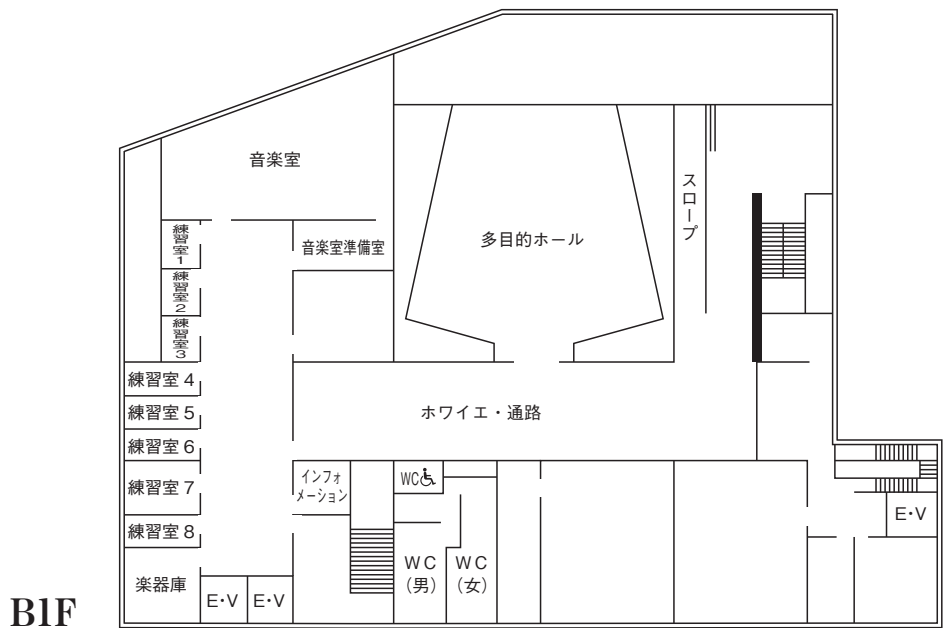 音楽室
スロープ
練習室1
音楽室準備室
多目的ホール
練習室2
練習室3
練習室4
練習室5
ホワイエ・通路
練習室6
インフォ
メーション
WC
練習室7
E・V
練習室8
WC
(男)
WC
(女)
楽器庫
E・V
E・V
B1F